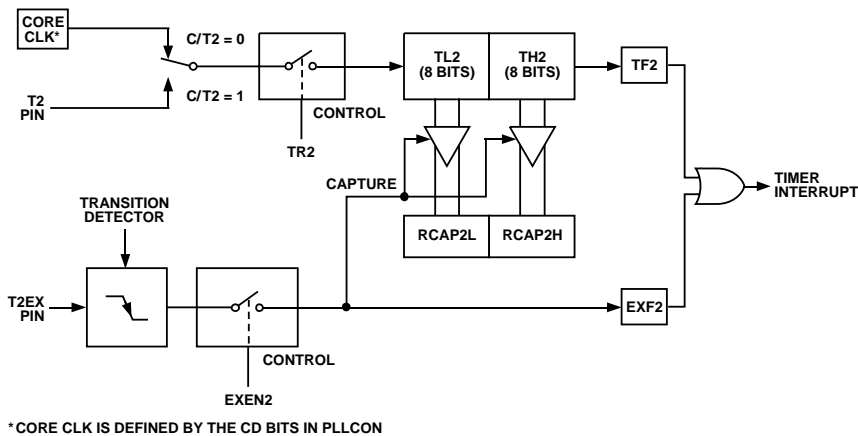 CORE
CLK*
C/T2 = 0
C/T2 = 1
T2
PIN
CONTROL
TR2
TL2
(8 BITS)
TH2
(8 BITS)
TF2
CAPTURE
RCAP2L
RCAP2H
TIMER
INTERRUPT
TRANSITION
DETECTOR
T2EX
PIN
CONTROL
EXEN2
EXF2
*CORE CLK IS DEFINED BY THE CD BITS IN PLLCON